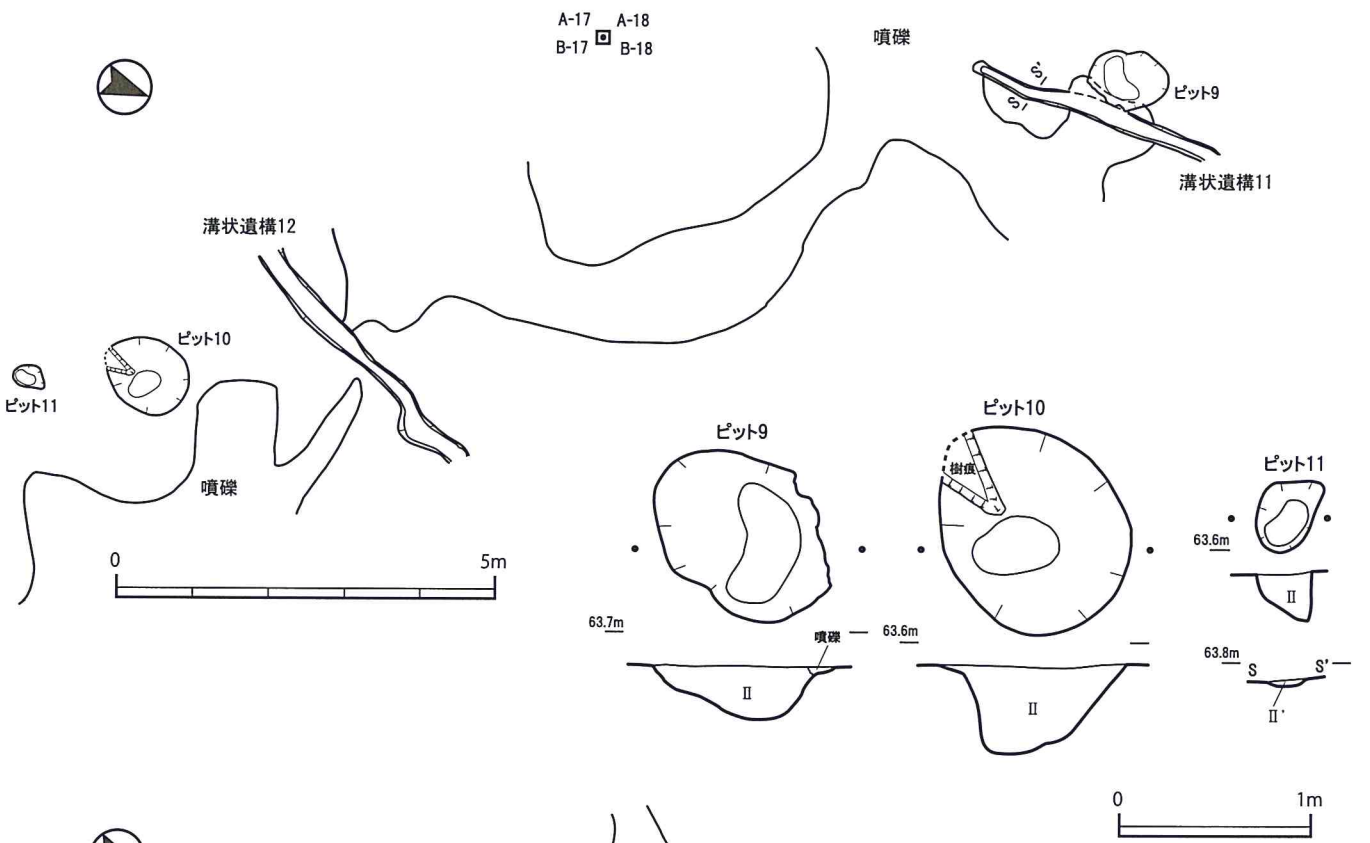 A-17 A-18
B-17 B-18
噴礫
S'
S
ピット9
溝状遺構11
溝状遺構12
ピット10
ピット11
噴礫
0 5m
ピット9
63.7m
噴礫
II
ピット10
樹痕
63.6m
II
ピット11
63.6m
II
63.8m
S S'
II'
0 1m